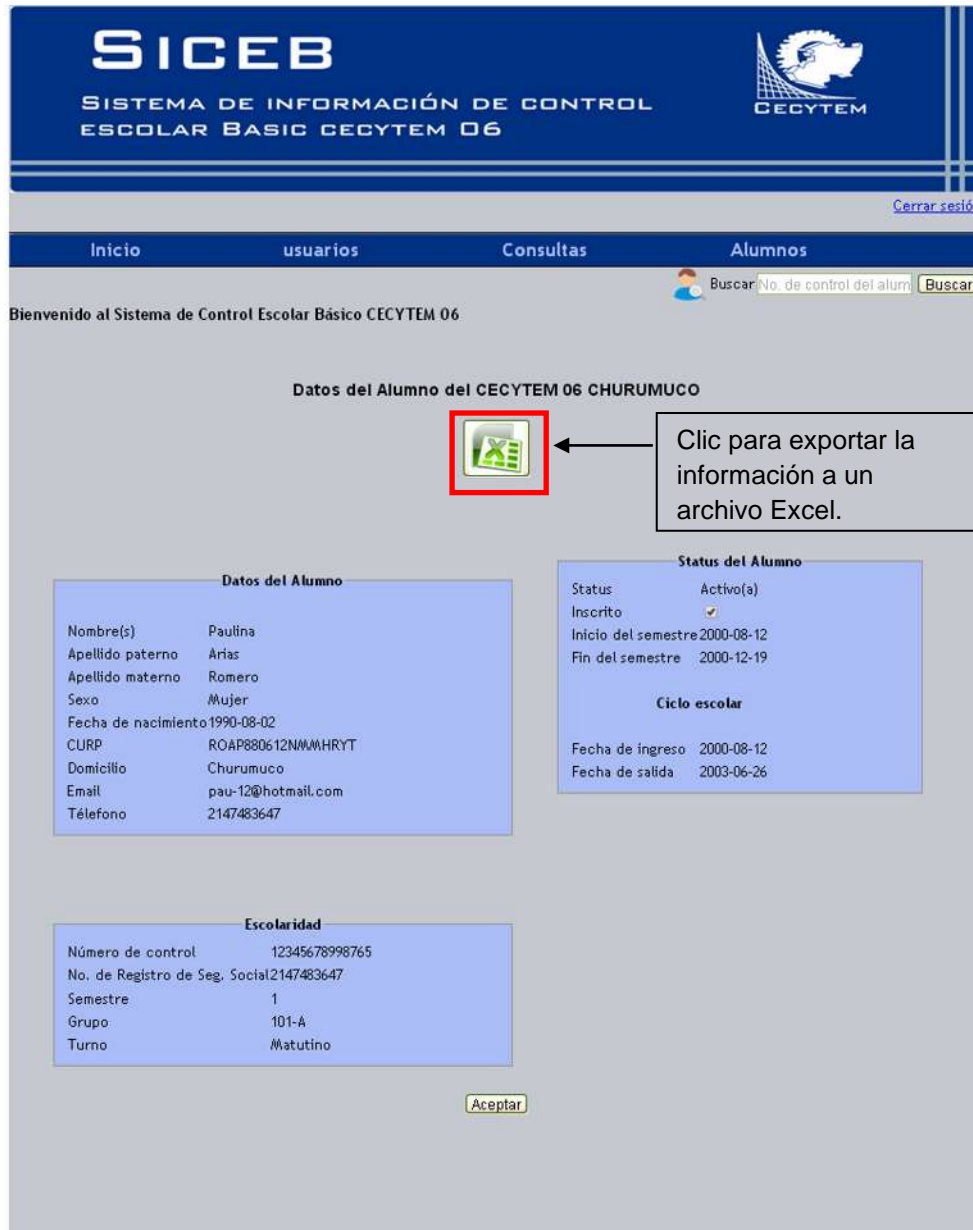 SICEB
SISTEMA DE INFORMACIÓN DE CONTROL
ESCOLAR BASIC CECYTEM 06
CECYTEM
Cerrar sesió
Inicio usuarios Consultas Alumnos
Buscar No. de control del alum Buscar
Bienvenido al Sistema de Control Escolar Básico CECYTEM 06
Datos del Alumno del CECYTEM 06 CHURUMUCO
Clic para exportar la
información a un
archivo Excel.
Datos del Alumno
Nombre(s) Paulina
Apellido paterno Arias
Apellido materno Romero
Sexo Mujer
Fecha de nacimiento 1990-08-02
CURP ROAP880612NMMHRYT
Domicilio Churumuco
Email pau-12@hotmail.com
Télefono 2147483647
Status del Alumno
Status Activo(a)
Inscrito
Inicio del semestre 2000-08-12
Fin del semestre 2000-12-19
Ciclo escolar
Fecha de ingreso 2000-08-12
Fecha de salida 2003-06-26
Escolaridad
Número de control 12345678998765
No. de Registro de Seg. Social 2147483647
Semestre 1
Grupo 101-A
Turno Matutino
Aceptar